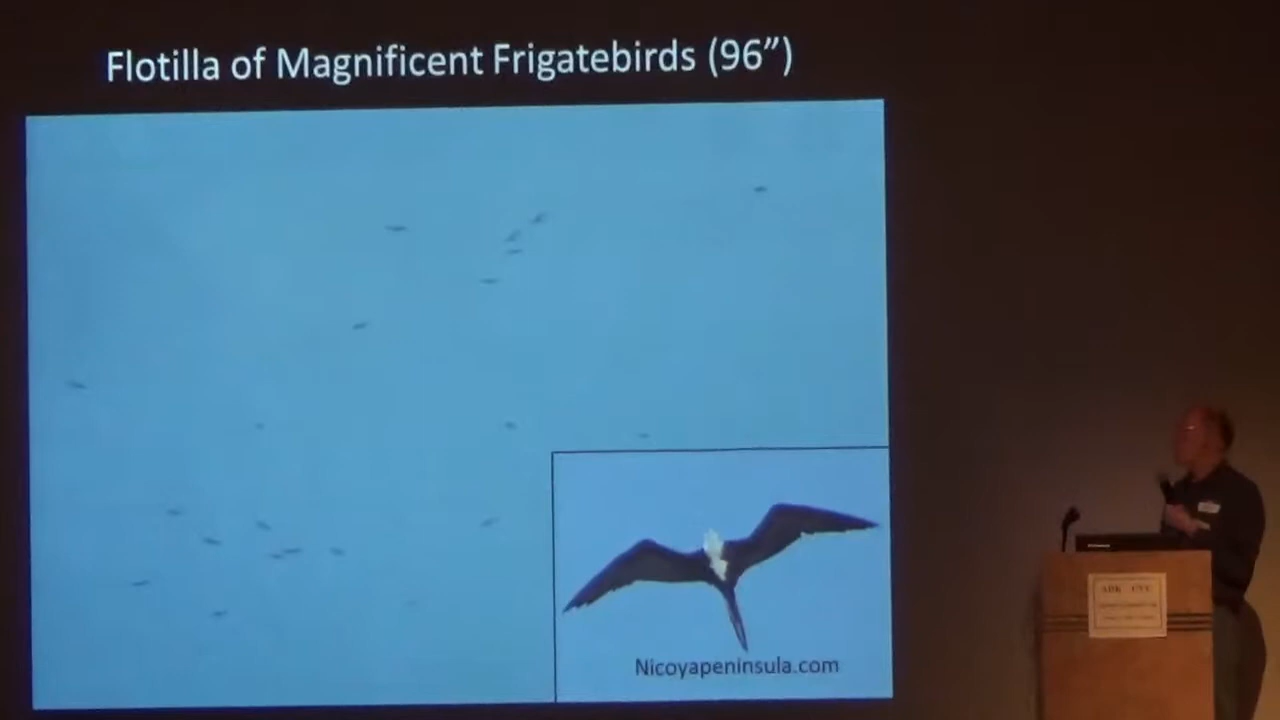 Flotilla of Magnificent Frigatebirds (96”)
Nicoyapeninsula.com